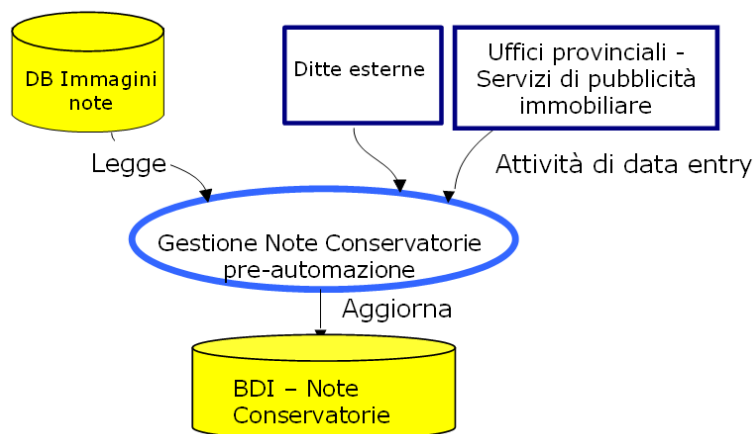 DB Immagini
note
Ditte esterne
Uffici provinciali -
Servizi di pubblicità
immobiliare
Legge
Attività di data entry
Gestione Note Conservatorie
pre-automazione
Aggiorna
BDI – Note
Conservatorie